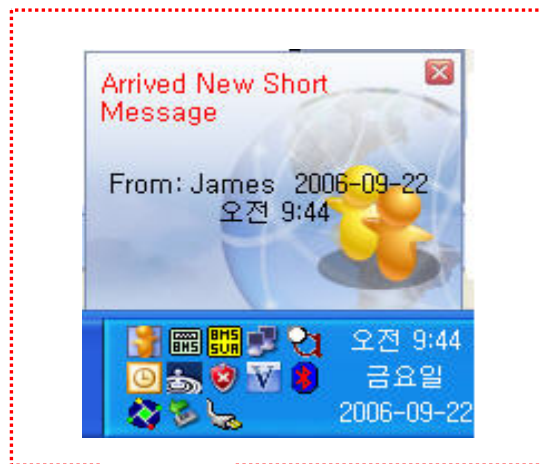 Arrived New Short
Message
From: James 2006-09-22
오전 9:44
BMS
BMS
SVR
V
오전 9:44
금요일
2006-09-22